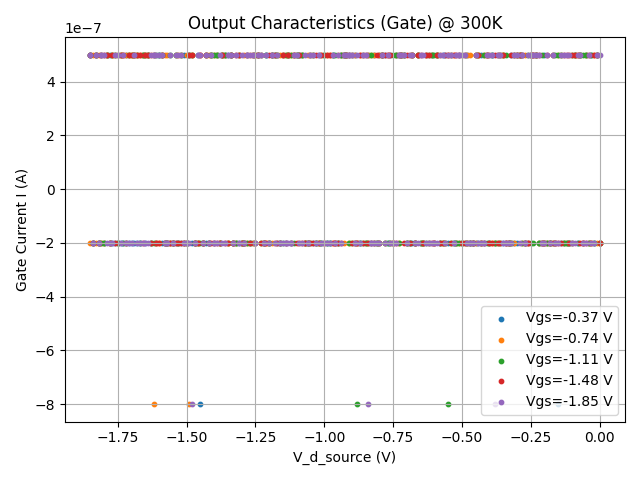 Output Characteristics (Gate) @ 300K
1e−7
Gate Current I (A)
4
2
0
−2
−4
−6
−8
Vgs=-0.37 V
Vgs=-0.74 V
Vgs=-1.11 V
Vgs=-1.48 V
Vgs=-1.85 V
−1.75 −1.50 −1.25 −1.00 −0.75 −0.50 −0.25 0.00
V_d_source (V)